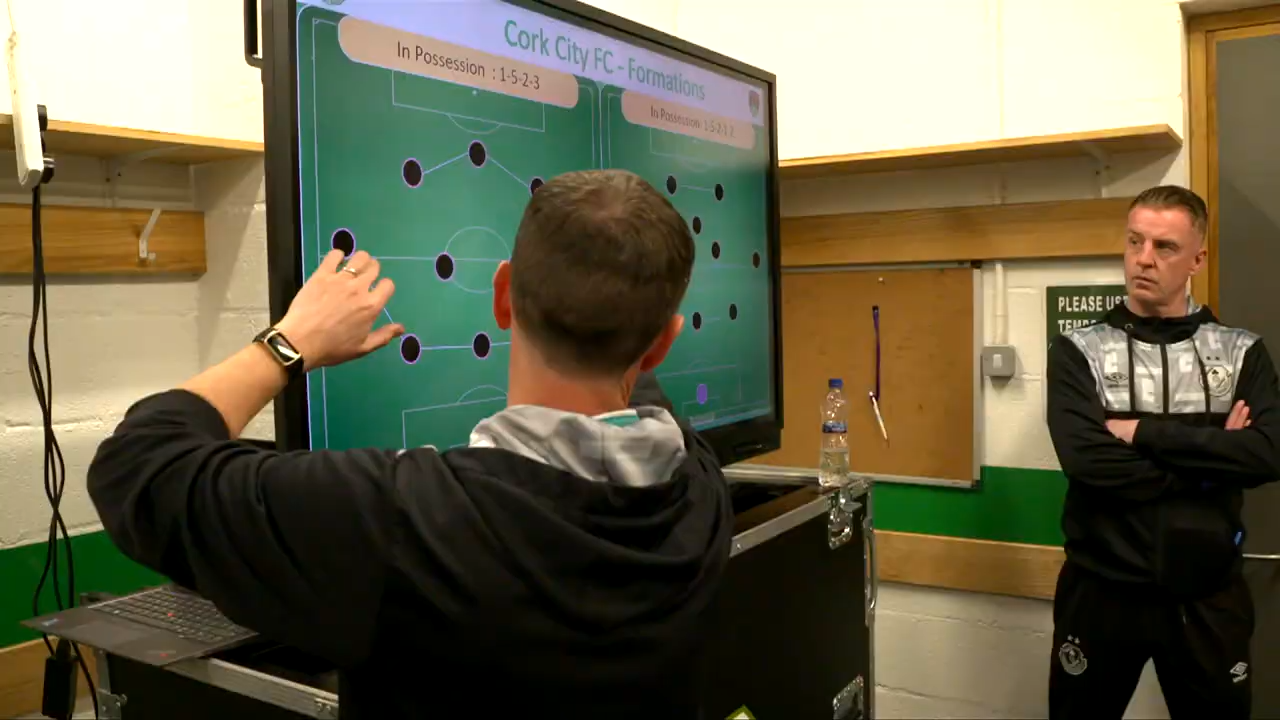 Cork City FC - Formations
In Possession : 1-5-2-3
In Possession: 1-5-2-1-2
PLEASE USE